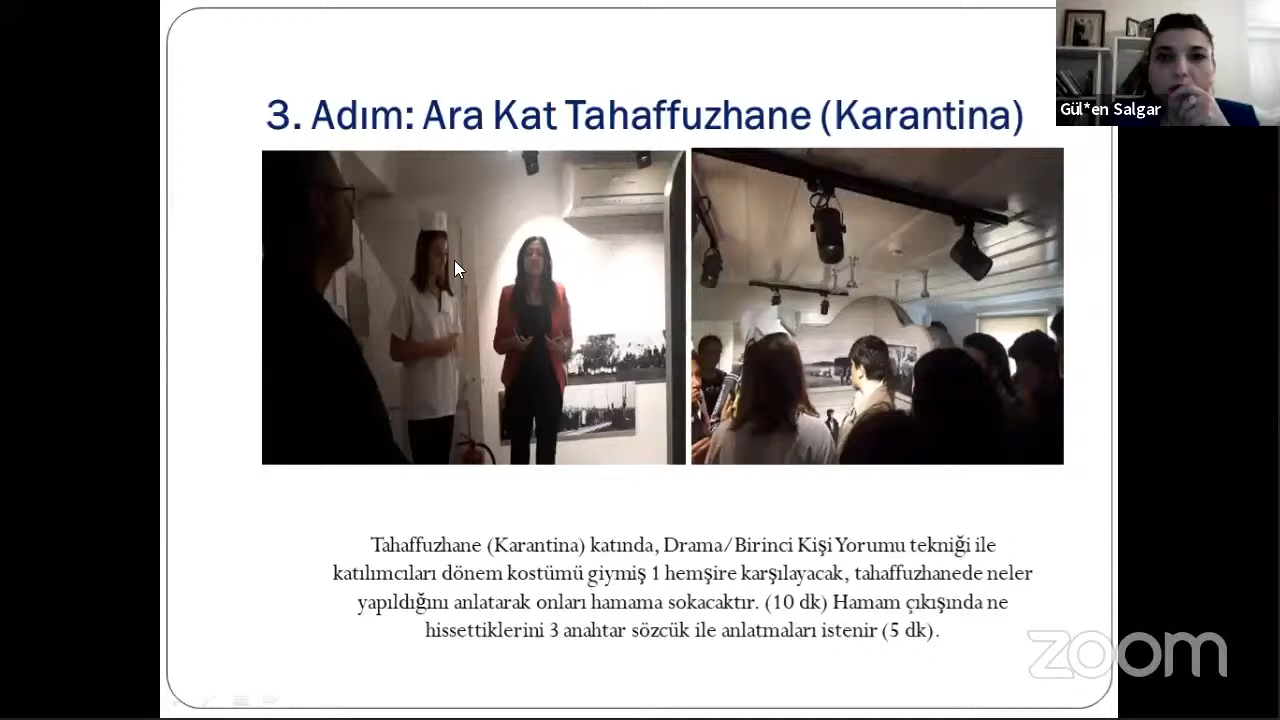 3. Adım: Ara Kat Tahaffuzhane (Karantina)
Gül*en Salgar
Tahaffuzhane (Karantina) katında, Drama/Birinci Kişi Yorumu tekniği ile
katılımcıları dönem kostümü giymiş 1 hemşire karşılayacak, tahaffuzhanede neler
yapıldığını anlatarak onları hamama sokacaktır. (10 dk) Hamam çıkışında ne
hissettiklerini 3 anahtar sözcük ile anlatmaları istenir (5 dk).
zoom